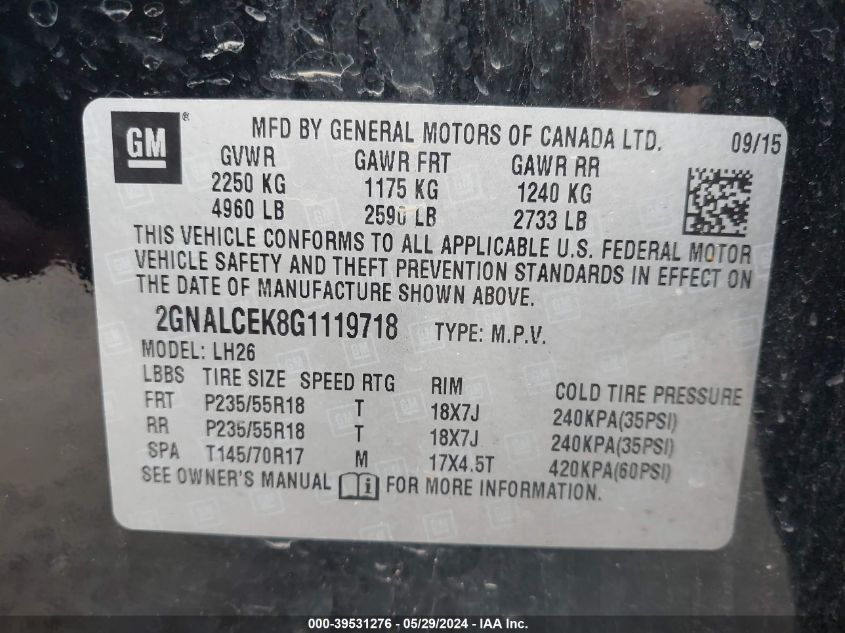 GM®
MFD BY GENERAL MOTORS OF CANADA LTD. 09/15
GVWR GAWR FRT GAWR RR
2250 KG 1175 KG 1240 KG
4960 LB 2590 LB 2733 LB
THIS VEHICLE CONFORMS TO ALL APPLICABLE U.S. FEDERAL MOTOR
VEHICLE SAFETY AND THEFT PREVENTION STANDARDS IN EFFECT ON
THE DATE OF MANUFACTURE SHOWN ABOVE.
2GNALCEK8G1119718 TYPE: M.P.V.
MODEL: LH26
LBBS TIRE SIZE SPEED RTG RIM COLD TIRE PRESSURE
FRT P235/55R18 T 18X7J 240KPA(35PSI)
RR P235/55R18 T 18X7J 240KPA(35PSI)
SPA T145/70R17 M 17X4.5T 420KPA(60PSI)
SEE OWNER'S MANUAL i FOR MORE INFORMATION.
000-39531276 - 05/29/2024 - IAA Inc.